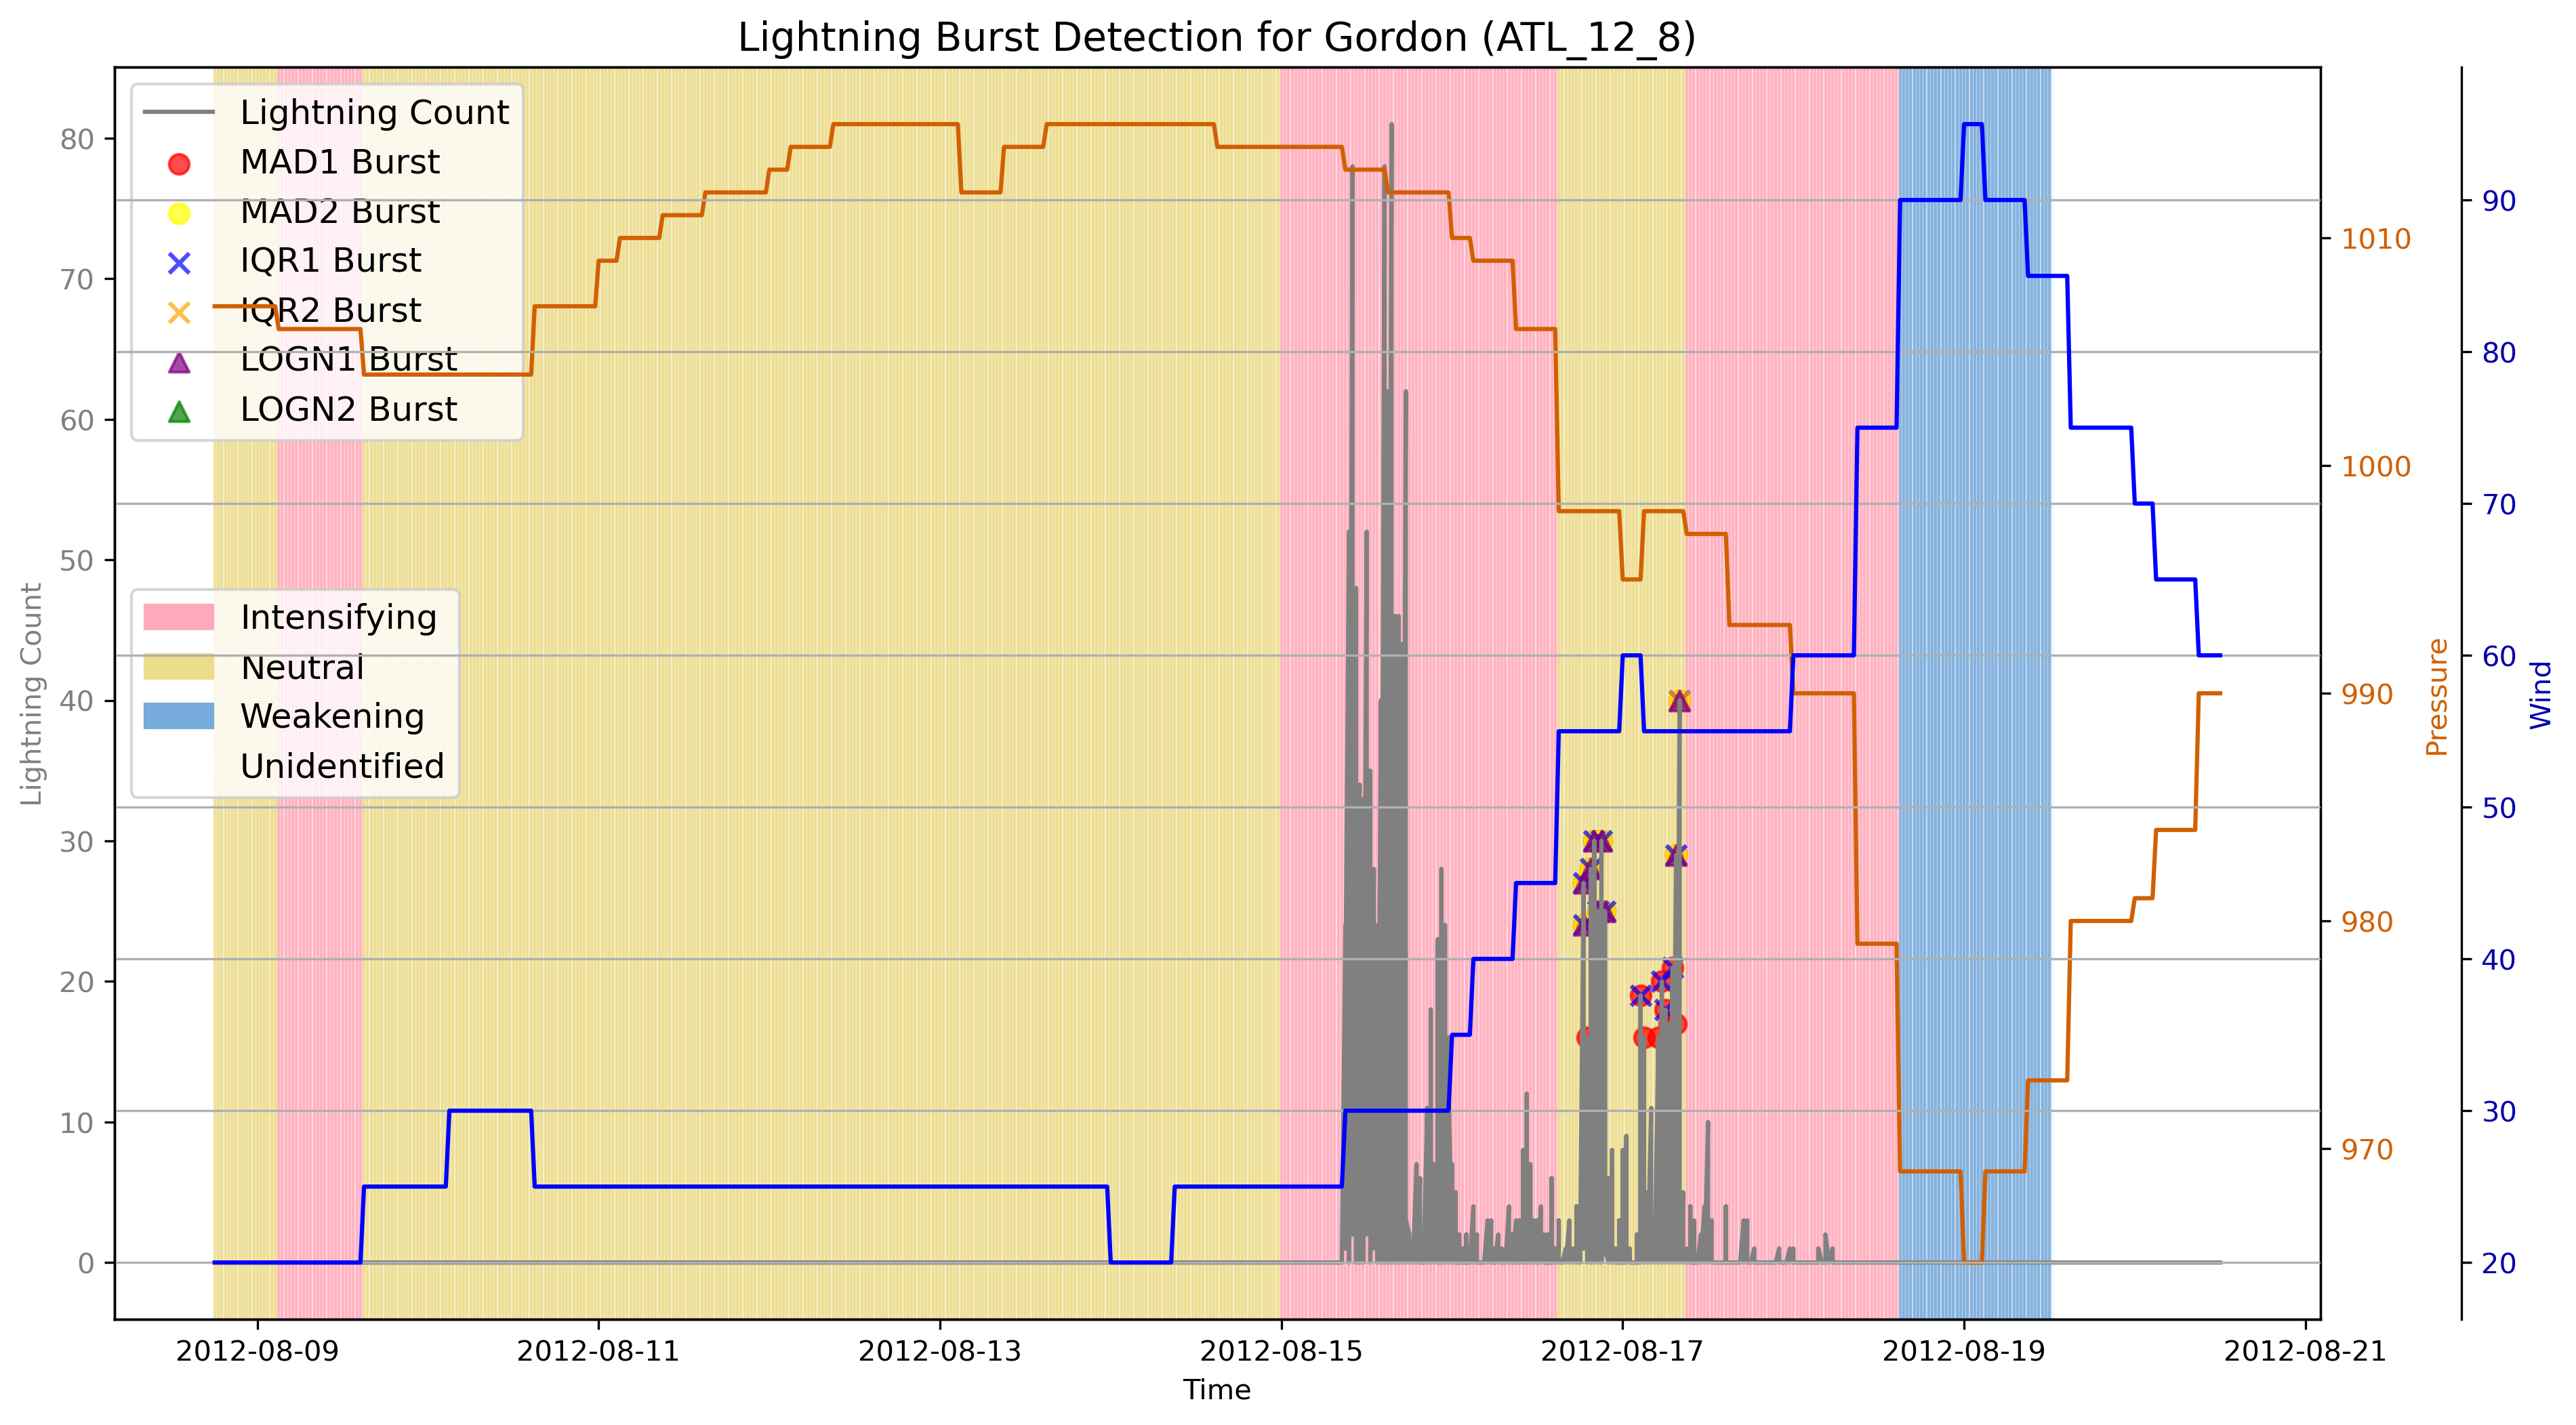 Lightning Burst Detection for Gordon (ATL_12_8)
Lightning Count
MAD1 Burst
MAD2 Burst
IQR1 Burst
IQR2 Burst
LOGN1 Burst
LOGN2 Burst
Intensifying
Neutral
Weakening
Unidentified
80
70
60
50
40
30
20
10
0
Lightning Count
1010
1000
990
980
970
Pressure
90
80
70
60
50
40
30
20
Wind
2012-08-09
2012-08-11
2012-08-13
2012-08-15
2012-08-17
2012-08-19
2012-08-21
Time